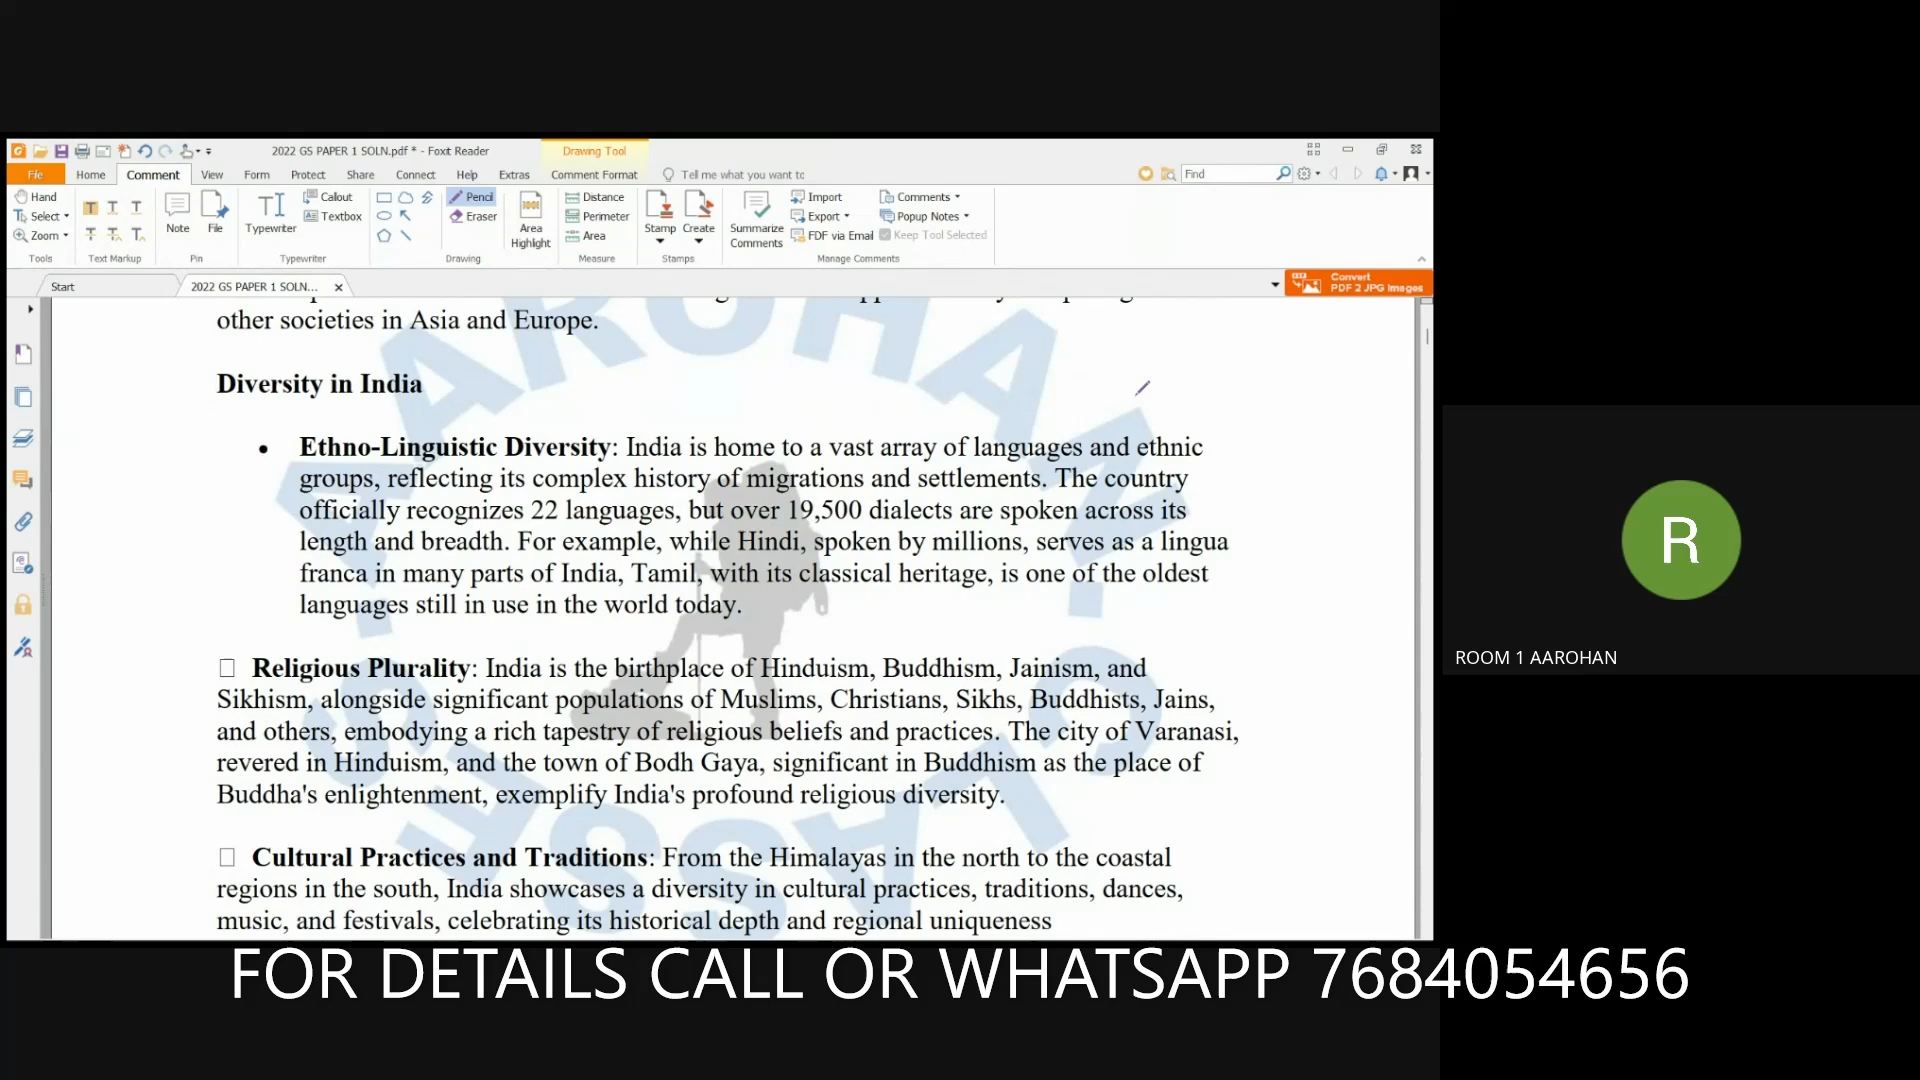 2022 GS PAPER 1 SOLN.pdf * - Foxit Reader
Drawing Tool
File Home Comment View Form Protect Share Connect Help Extras Comment Format Tell me what you want to Find
Hand
Select
Zoom
Tools
Text Markup
Note File
Pin
Typewriter
Callout
Textbox
Typewriter
Pencil
Eraser
Drawing
Area Highlight
Distance
Perimeter
Area
Measure
Stamp Create
Stamps
Summarize Comments
Import
Export
FDF via Email
Comments
Popup Notes
Keep Tool Selected
Manage Comments
Start
2022 GS PAPER 1 SOLN...
Convert
PDF 2 JPG Images
other societies in Asia and Europe.
Diversity in India
• Ethno-Linguistic Diversity: India is home to a vast array of languages and ethnic
groups, reflecting its complex history of migrations and settlements. The country
officially recognizes 22 languages, but over 19,500 dialects are spoken across its
length and breadth. For example, while Hindi, spoken by millions, serves as a lingua
franca in many parts of India, Tamil, with its classical heritage, is one of the oldest
languages still in use in the world today.
Religious Plurality: India is the birthplace of Hinduism, Buddhism, Jainism, and
Sikhism, alongside significant populations of Muslims, Christians, Sikhs, Buddhists, Jains,
and others, embodying a rich tapestry of religious beliefs and practices. The city of Varanasi,
revered in Hinduism, and the town of Bodh Gaya, significant in Buddhism as the place of
Buddha's enlightenment, exemplify India's profound religious diversity.
Cultural Practices and Traditions: From the Himalayas in the north to the coastal
regions in the south, India showcases a diversity in cultural practices, traditions, dances,
music, and festivals, celebrating its historical depth and regional uniqueness
R
ROOM 1 AAROHAN
FOR DETAILS CALL OR WHATSAPP 7684054656